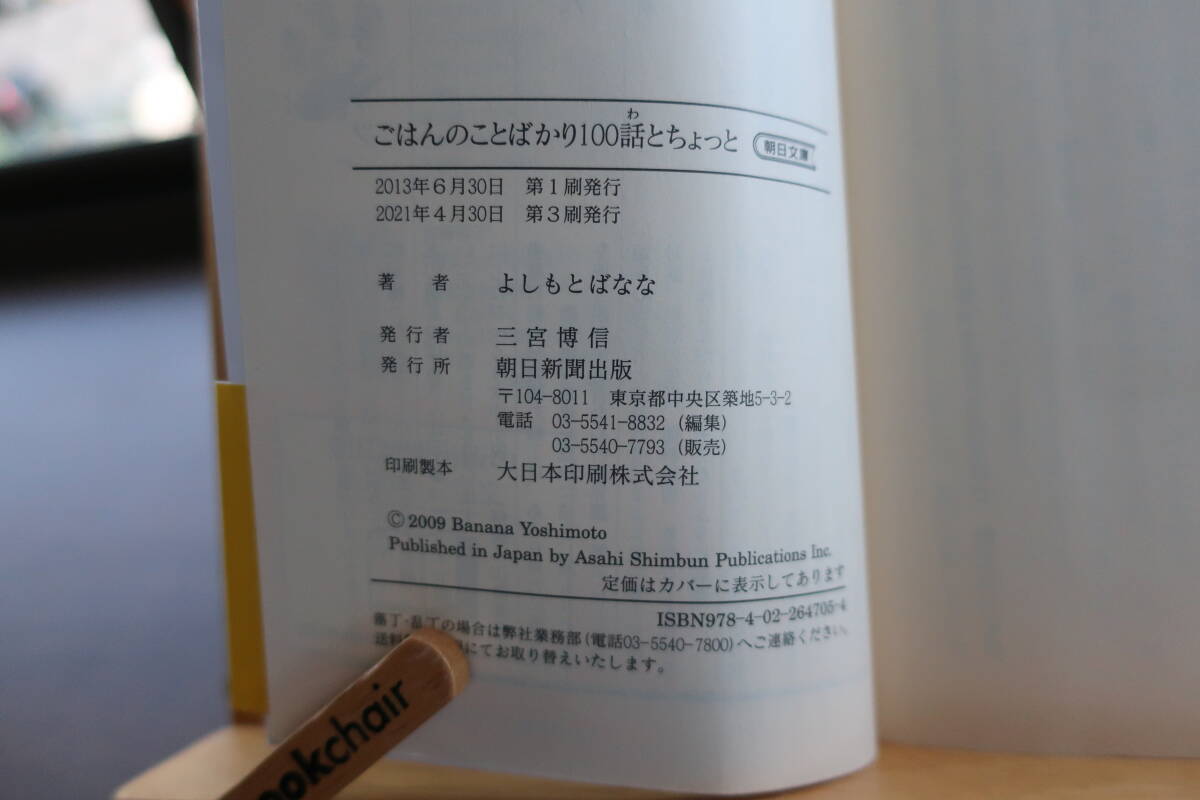 わ
ごはんのことばかり100話とちょっと 朝日文庫
2013年6月30日 第1刷発行
2021年4月30日 第3刷発行
著 者 よしもとばなな
発行者 三宮博信
発行所 朝日新聞出版
〒104-8011 東京都中央区築地5-3-2
電話 03-5541-8832（編集）
03-5540-7793（販売）
印刷製本 大日本印刷株式会社
© 2009 Banana Yoshimoto
Published in Japan by Asahi Shimbun Publications Inc.
定価はカバーに表示してあります
ISBN978-4-02-264705-4
落丁・乱丁の場合は弊社業務部（電話03-5540-7800）へご連絡ください。
送料 にてお取り替えいたします。
ookchair